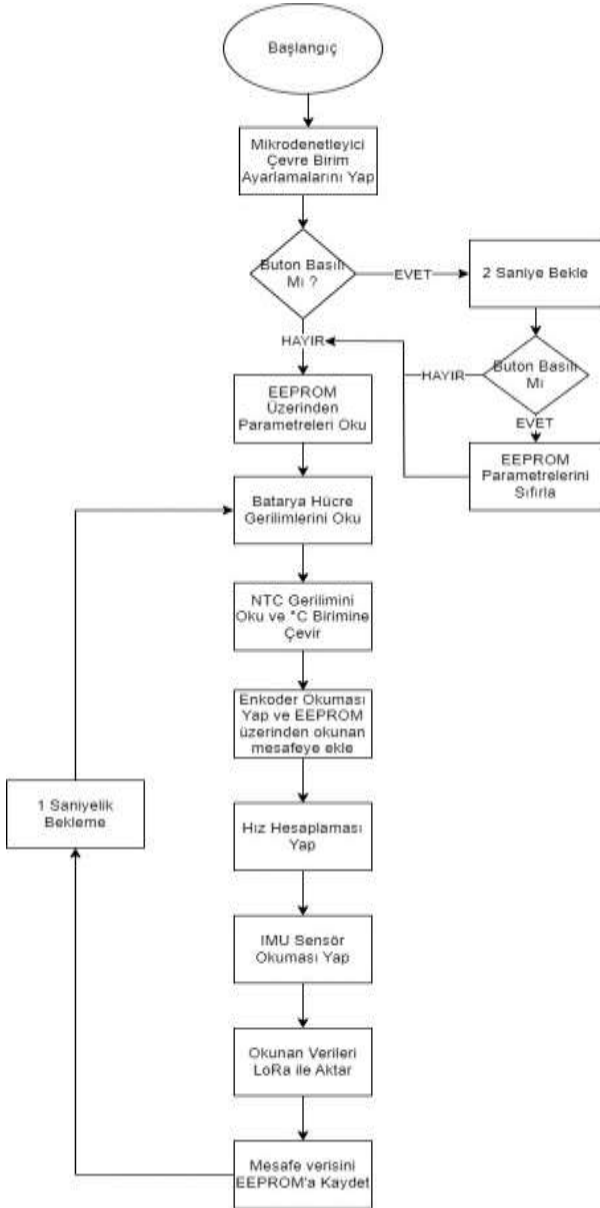 Başlangıç
Mikrodenetleyici
Çevre Birim
Ayarlamalarını Yap
Buton Basılı
Mı ?
EVET
2 Saniye Bekle
HAYIR
HAYIR
Buton Basılı
Mı
EVET
EEPROM
Üzerinden
Parametreleri Oku
EEPROM
Parametrelerini
Sıfırla
Batarya Hücre
Gerilimlerini Oku
NTC Gerilimini
Oku ve °C Birimine
Çevir
Enkoder Okuması
Yap ve EEPROM
üzerinden okunan
mesafeye ekle
1 Saniyelik
Bekleme
Hız Hesaplaması
Yap
IMU Sensör
Okuması Yap
Okunan Verileri
LoRa ile Aktar
Mesafe verisini
EEPROM'a Kaydet